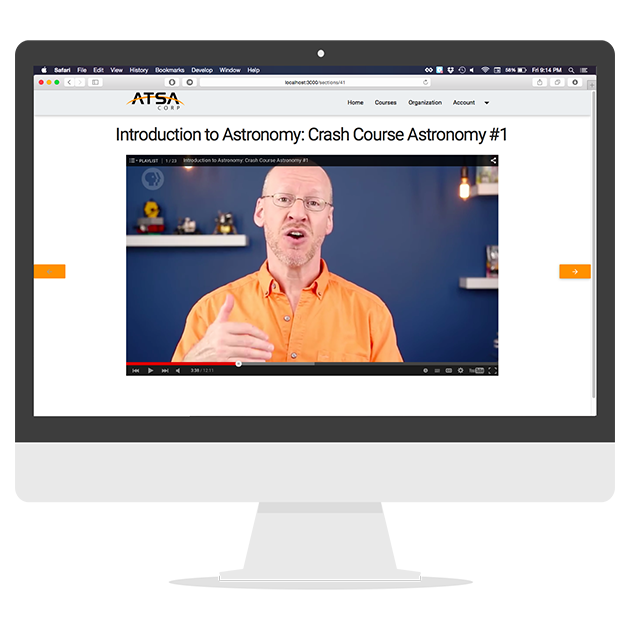 Safari File Edit View History Bookmarks Develop Window Help 58% Fri 9:14 PM
localhost:3000/sections/41
ATSA
CORP
Home Courses Organization Account
Introduction to Astronomy: Crash Course Astronomy #1
PLAYLIST 1 / 23 Introduction to Astronomy: Crash Course Astronomy #1
3:38 / 12:11
YouTube